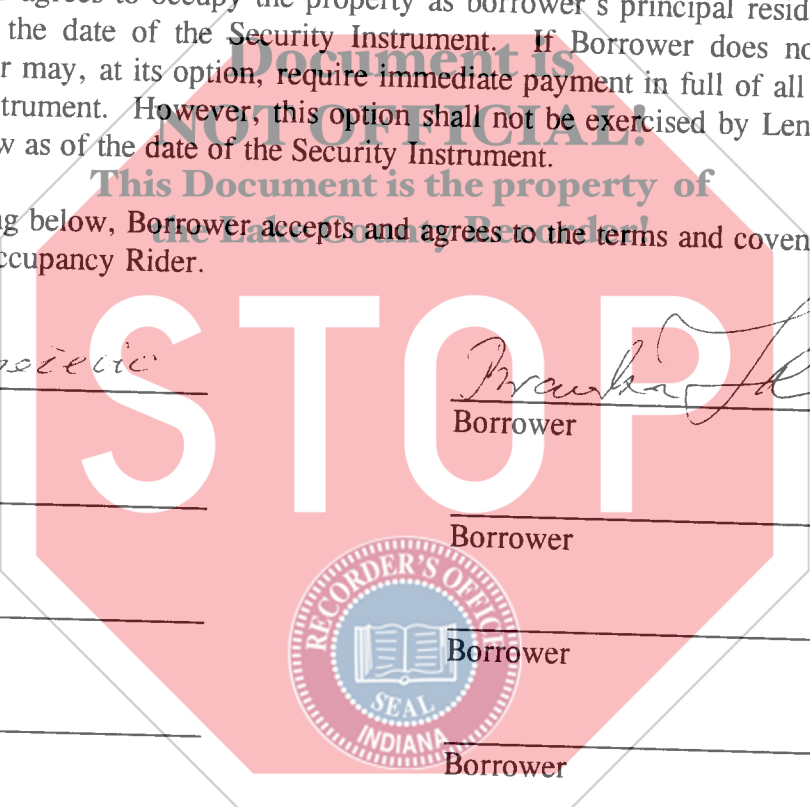 agrees to occupy the property as borrower's principal resid
the date of the Security Instrument. If Borrower does no
r may, at its option, require immediate payment in full of all
strument. However, this option shall not be exercised by Len
w as of the date of the Security Instrument.
Document is
NOT OFFICIAL!
This Document is the property of
the Lake County Recorder!
ng below, Borrower accepts and agrees to the terms and coven
ccupancy Rider.
STOP
Borrower
Borrower
Borrower
Borrower
RECORDER'S OFFICE
SEAL
INDIANA